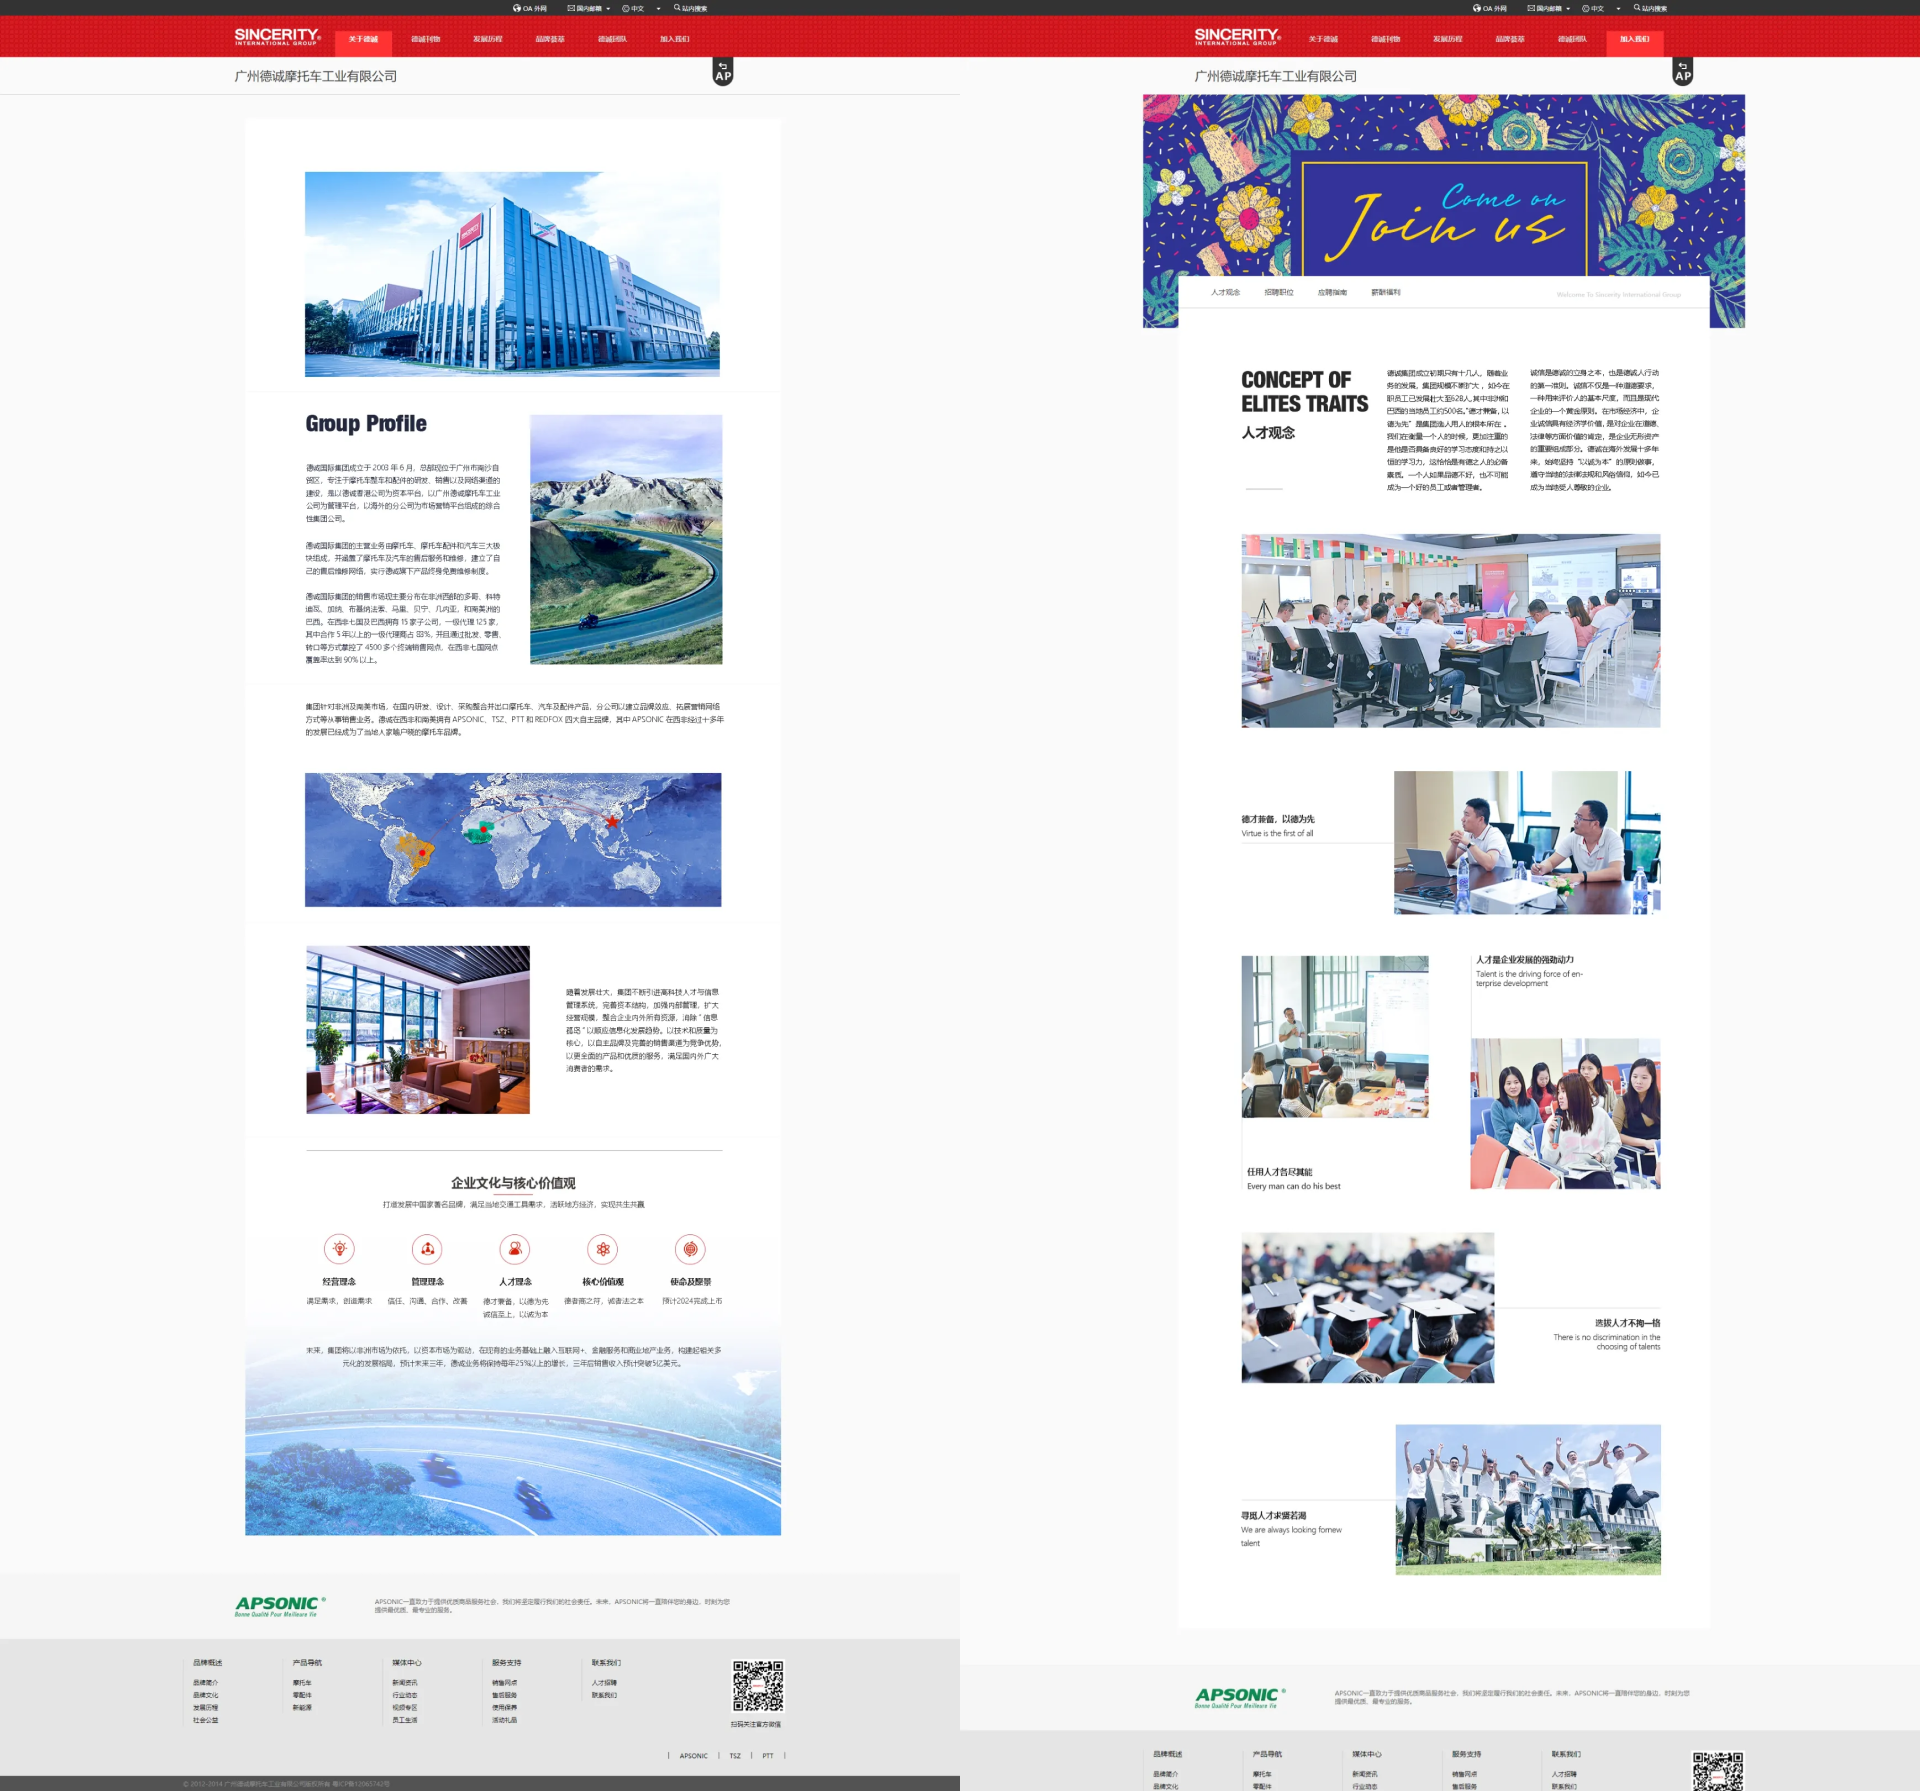 OA 外网 国内邮箱 中文 站内搜索
SINCERITY
INTERNATIONAL GROUP
关于德诚 德诚刊物 发展历程 品牌荟萃 德诚团队 加入我们
广州德诚摩托车工业有限公司
AP
Group Profile
德诚国际集团成立于 2003 年 6 月，总部现位于广州市南沙自
贸区，专注于摩托车整车和配件的研发、销售以及网络渠道的
建设，是以德诚香港公司为资本平台，以广州德诚摩托车工业
公司为管理平台，以海外的分公司为市场营销平台组成的综合
性集团公司。
德诚国际集团的主营业务由摩托车、摩托车配件和汽车三大板
块组成，并涵盖了摩托车及汽车的售后服务和维修，建立了自
己的售后维修网络，实行德诚旗下产品终身免费维修制度。
德诚国际集团的销售市场现主要分布在非洲西部的多哥、科特
迪瓦、加纳、布基纳法索、马里、贝宁、几内亚，和南美洲的
巴西。在西非七国及巴西拥有 15 家子公司，一级代理 125 家，
其中合作 5 年以上的一级代理商占 83%，并且通过批发、零售、
转口等方式掌控了 4500 多个终端销售网点，在西非七国网点
覆盖率达到 90% 以上。
集团针对非洲及南美市场，在国内研发、设计、采购整合并出口摩托车、汽车及配件产品，分公司以建立品牌效应，拓展营销网络
方式等从事销售业务。德诚在西非和南美拥有 APSONIC、TSZ、PTT 和 REDFOX 四大自主品牌，其中 APSONIC 在西非经过十多年
的发展已经成为了当地人家喻户晓的摩托车品牌。
随着发展壮大，集团不断引进高科技人才与信息
管理系统，完善资本结构，加强内部管理，扩大
经营规模，整合企业内外所有资源，消除“信息
孤岛”以顺应信息化发展趋势。以技术和质量为
核心，以自主品牌及完善的销售渠道为竞争优势，
以更全面的产品和优质的服务，满足国内外广大
消费者的需求。
企业文化与核心价值观
打造发展中国家著名品牌，满足当地交通工具需求，活跃地方经济，实现共生共赢
经营理念 管理理念 人才理念 核心价值观 使命及愿景
满足需求，创造需求 信任、沟通、合作、改善 德才兼备，以德为先 德者商之符，诚者法之本 预计2024完成上市
诚信至上，以诚为本
未来，集团将以非洲市场为依托，以资本市场为驱动，在现有的业务基础上融入互联网+、金融服务和商业地产业务，构建起相关多
元化的发展格局，预计未来三年，德诚业务将保持每年25%以上的增长，三年后销售收入预计突破5亿美元。
APSONIC
Bonne Qualité Pour Meilleure Vie
APSONIC一直致力于提供优质商品服务社会，我们将坚定履行我们的社会责任。未来，APSONIC将一直陪伴您的身边，时刻为您
提供最优质、最专业的服务。
品牌概述 产品导航 媒体中心 服务支持 联系我们
品牌简介 摩托车 新闻资讯 销售网点 人才招聘
品牌文化 零配件 行业动态 售后服务 联系我们
发展历程 新能源 视频专区 使用保养
社会公益 员工生活 活动礼品
扫码关注官方微信
| APSONIC | TSZ | PTT |
© 2012-2014 广州德诚摩托车工业有限公司版权所有 粤ICP备12065742号
OA 外网 国内邮箱 中文 站内搜索
SINCERITY
INTERNATIONAL GROUP
关于德诚 德诚刊物 发展历程 品牌荟萃 德诚团队 加入我们
广州德诚摩托车工业有限公司
AP
Come on
Join us
人才观念 招聘职位 应聘指南 薪酬福利
Welcome To Sincerity International Group
CONCEPT OF
ELITES TRAITS
人才观念
德诚集团成立初期只有十几人，随着业
务的发展，集团规模不断扩大，如今在
职员工已发展壮大至628人,其中非洲和
巴西的当地员工约500名。“德才兼备，以
德为先”是集团选人用人的根本所在，
我们在衡量一个人的时候，更加注重的
是他是否具备良好的学习态度和持之以
恒的学习力，这恰恰是有德之人的必备
素质。一个人如果品德不好，也不可能
成为一个好的员工或者管理者。
诚信是德诚的立身之本，也是德诚人行动
的第一准则。诚信不仅是一种道德要求，
一种用来评价人的基本尺度，而且是现代
企业的一个黄金原则。在市场经济中，企
业诚信具有经济学价值，是对企业在道德、
法律等方面价值的肯定，是企业无形资产
的重要组成部分。德诚在海外发展十多年
来，始终坚持“以诚为本”的原则做事，
遵守当地的法律法规和风俗信仰，如今已
成为当地受人尊敬的企业。
德才兼备，以德为先
Virtue is the first of all
人才是企业发展的强劲动力
Talent is the driving force of en-
terprise development
任用人才各尽其能
Every man can do his best
选拔人才不拘一格
There is no discrimination in the
choosing of talents
寻觅人才求贤若渴
We are always looking fornew
talent
APSONIC
Bonne Qualité Pour Meilleure Vie
APSONIC一直致力于提供优质商品服务社会，我们将坚定履行我们的社会责任。未来，APSONIC将一直陪伴您的身边，时刻为您
提供最优质、最专业的服务。
品牌概述 产品导航 媒体中心 服务支持 联系我们
品牌简介 摩托车 新闻资讯 销售网点 人才招聘
品牌文化 零配件 行业动态 售后服务 联系我们